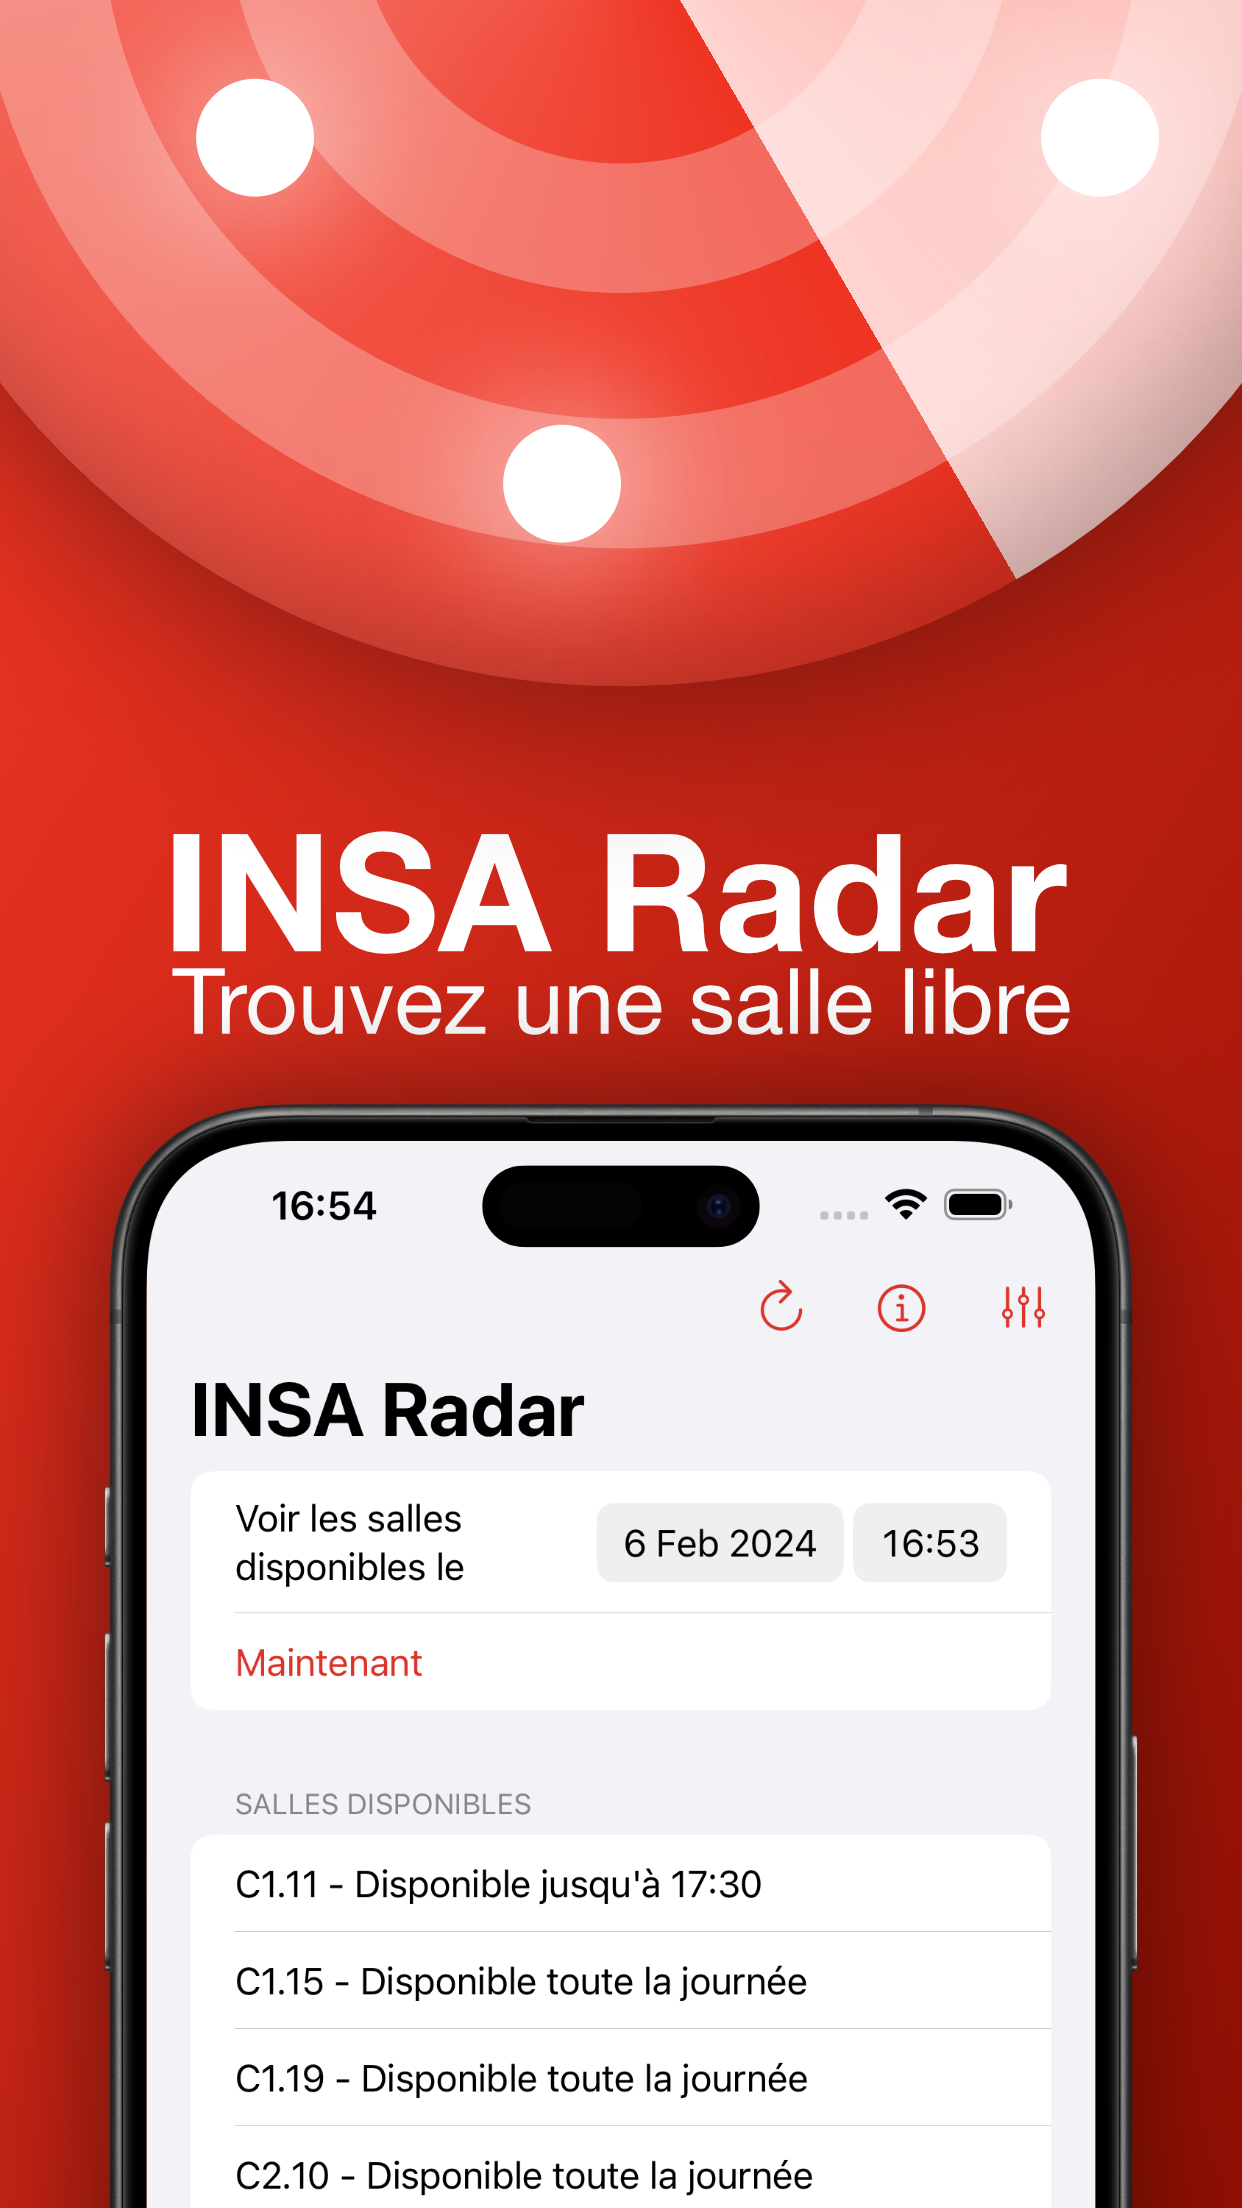 INSA Radar
Trouvez une salle libre
16:54
INSA Radar
Voir les salles
disponibles le
6 Feb 2024
16:53
Maintenant
SALLES DISPONIBLES
C1.11 - Disponible jusqu'à 17:30
C1.15 - Disponible toute la journée
C1.19 - Disponible toute la journée
C2.10 - Disponible toute la journée